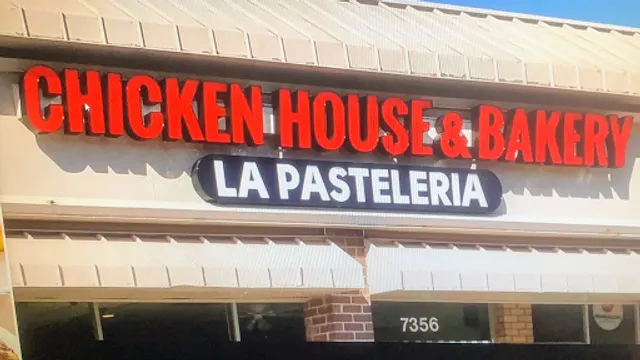 CHICKEN HOUSE & BAKERY
LA PASTELERIA
7356